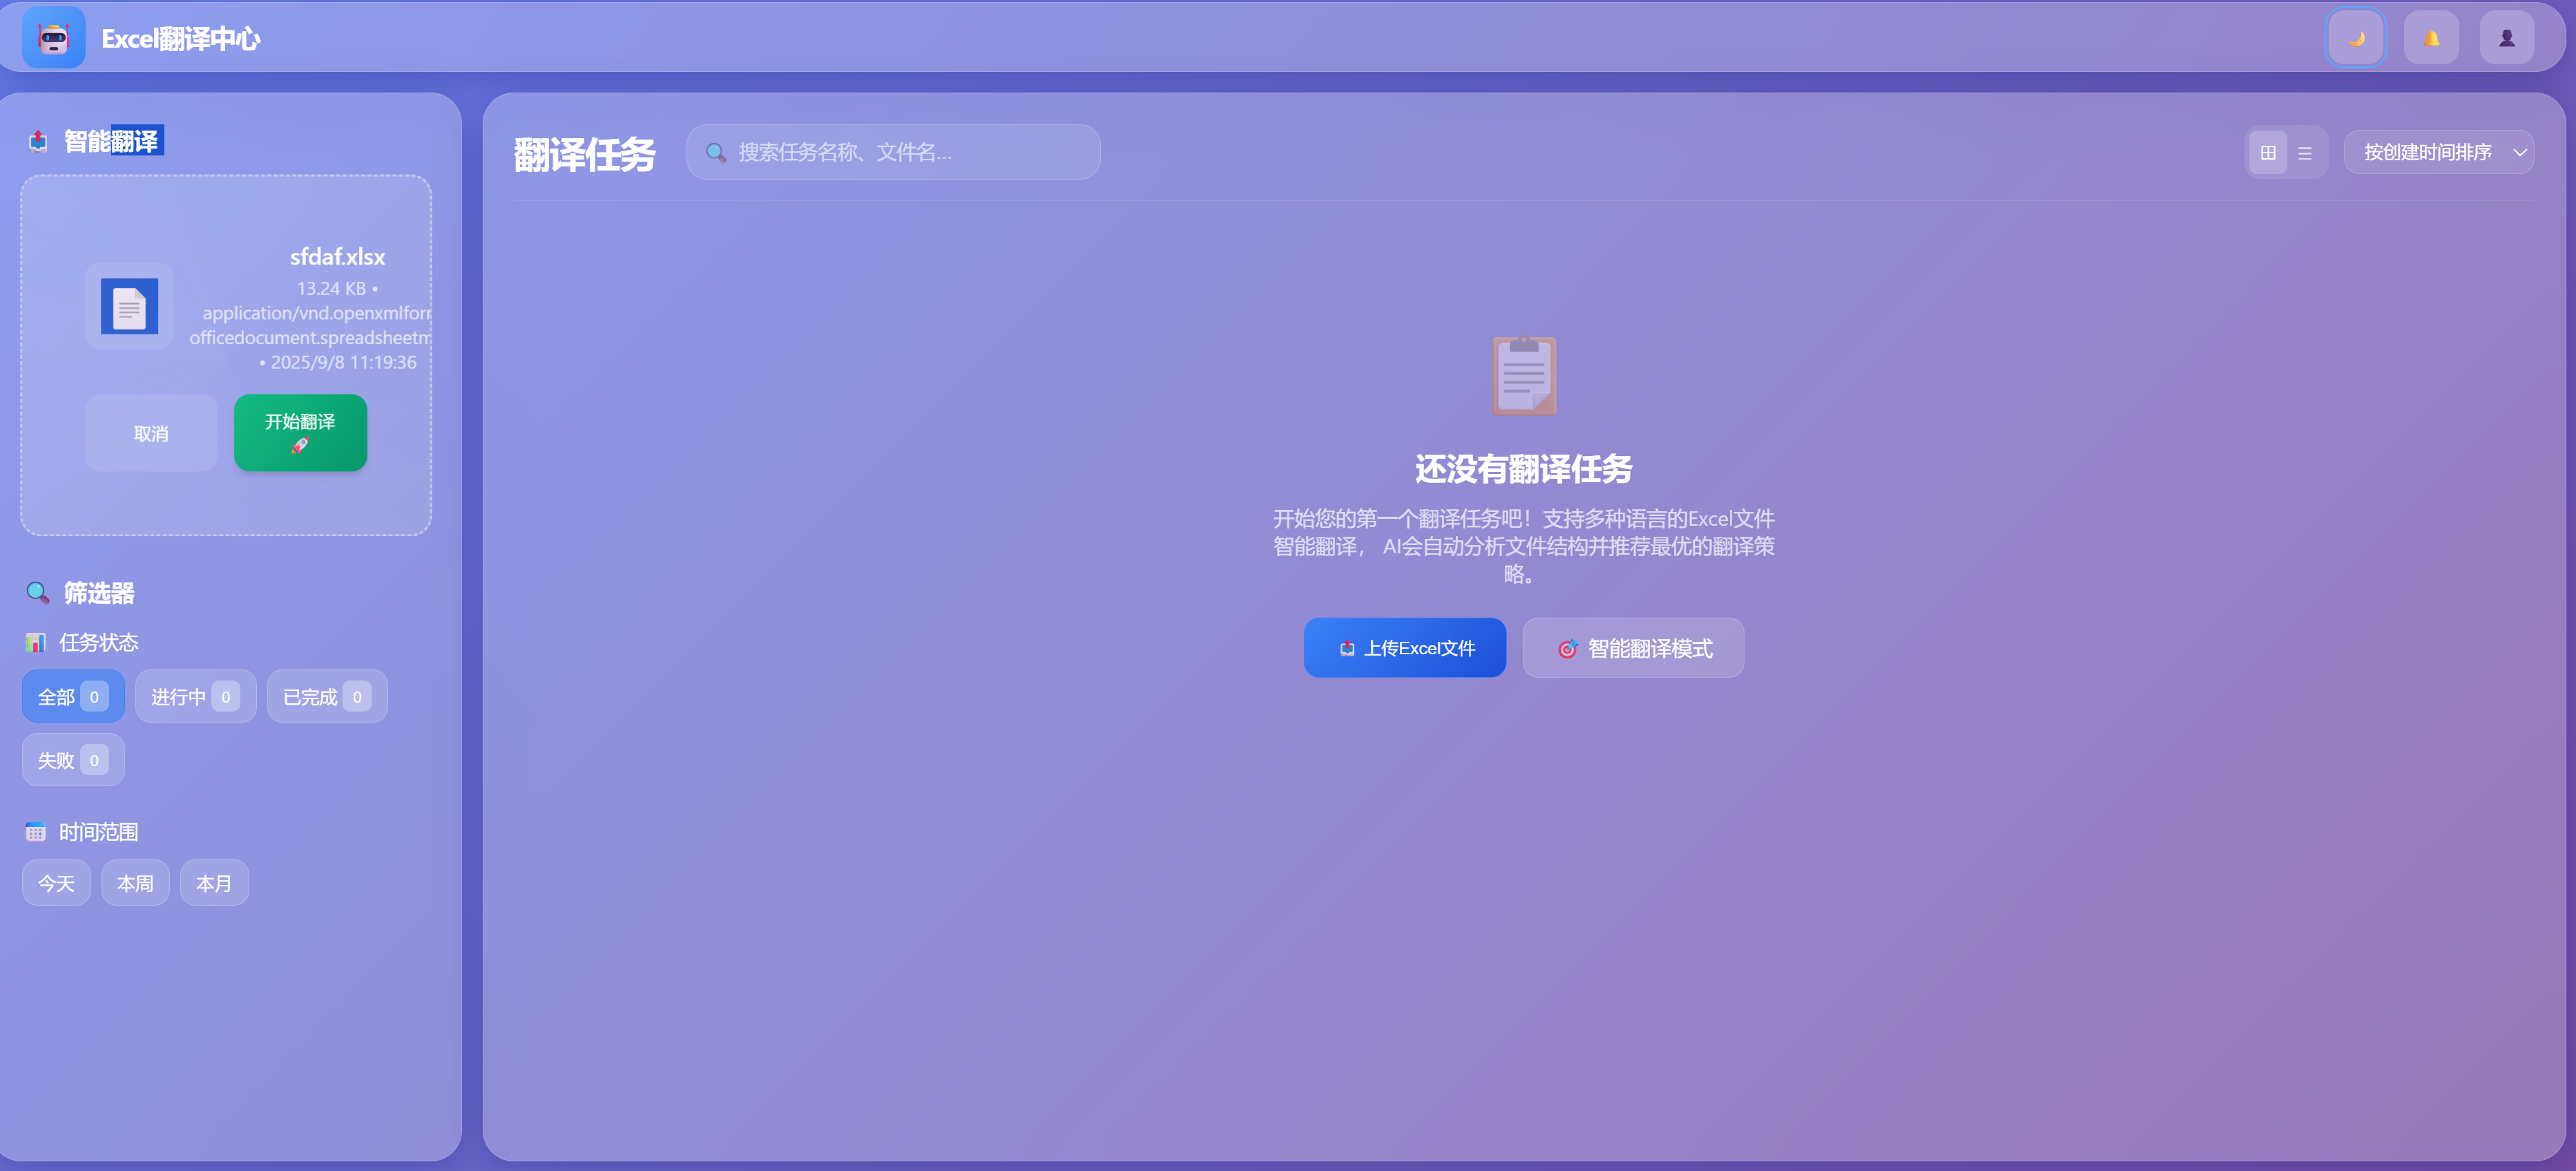 Excel翻译中心
智能翻译
sfdaf.xlsx
13.24 KB •
application/vnd.openxmlforr
officedocument.spreadsheetm
• 2025/9/8 11:19:36
取消
开始翻译
筛选器
任务状态
全部 0
进行中 0
已完成 0
失败 0
时间范围
今天
本周
本月
翻译任务
搜索任务名称、文件名...
按创建时间排序
还没有翻译任务
开始您的第一个翻译任务吧！支持多种语言的Excel文件
智能翻译， AI会自动分析文件结构并推荐最优的翻译策
略。
上传Excel文件
智能翻译模式